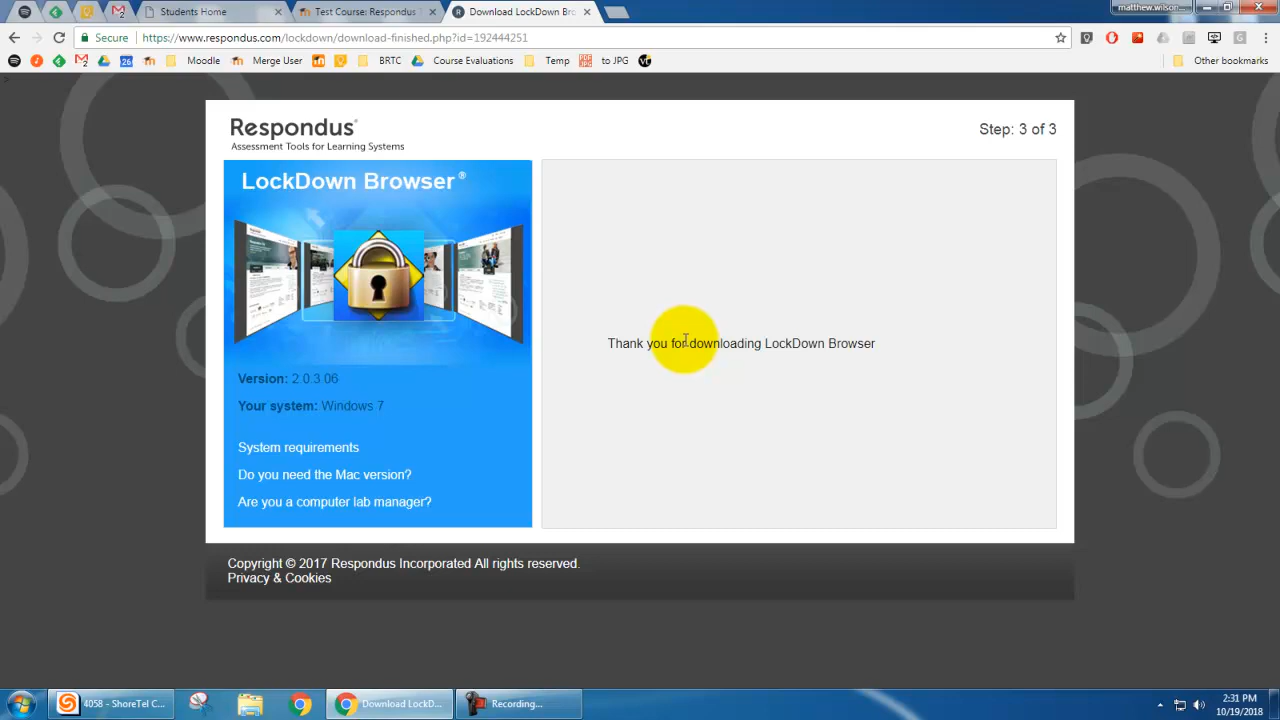 Students Home
Test Course: Respondus
Download LockDown Bro
matthew.wilson...
Secure
https://www.respondus.com/lockdown/download-finished.php?id=192444251
Moodle
Merge User
BRTC
Course Evaluations
Temp
to JPG
Other bookmarks
Respondus®
Assessment Tools for Learning Systems
Step: 3 of 3
LockDown Browser®
Thank you for downloading LockDown Browser
Version: 2.0.3.06
Your system: Windows 7
System requirements
Do you need the Mac version?
Are you a computer lab manager?
Copyright © 2017 Respondus Incorporated All rights reserved.
Privacy & Cookies
4058 - ShoreTel C...
Download LockD...
Recording...
2:31 PM
10/19/2018